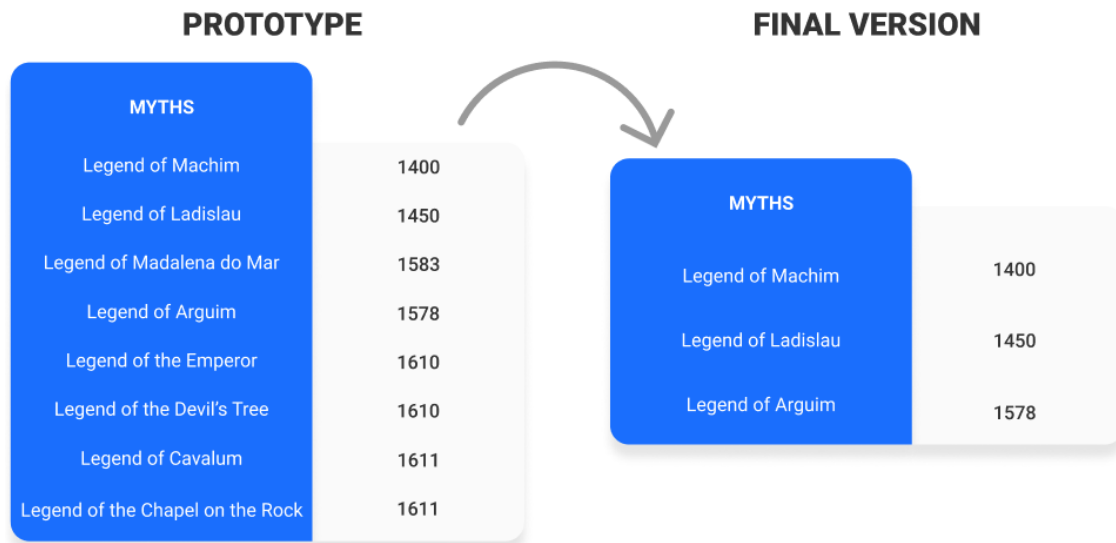 PROTOTYPE
MYTHS
Legend of Machim 1400
Legend of Ladislau 1450
Legend of Madalena do Mar 1583
Legend of Arguim 1578
Legend of the Emperor 1610
Legend of the Devil’s Tree 1610
Legend of Cavalum 1611
Legend of the Chapel on the Rock 1611
FINAL VERSION
MYTHS
Legend of Machim 1400
Legend of Ladislau 1450
Legend of Arguim 1578